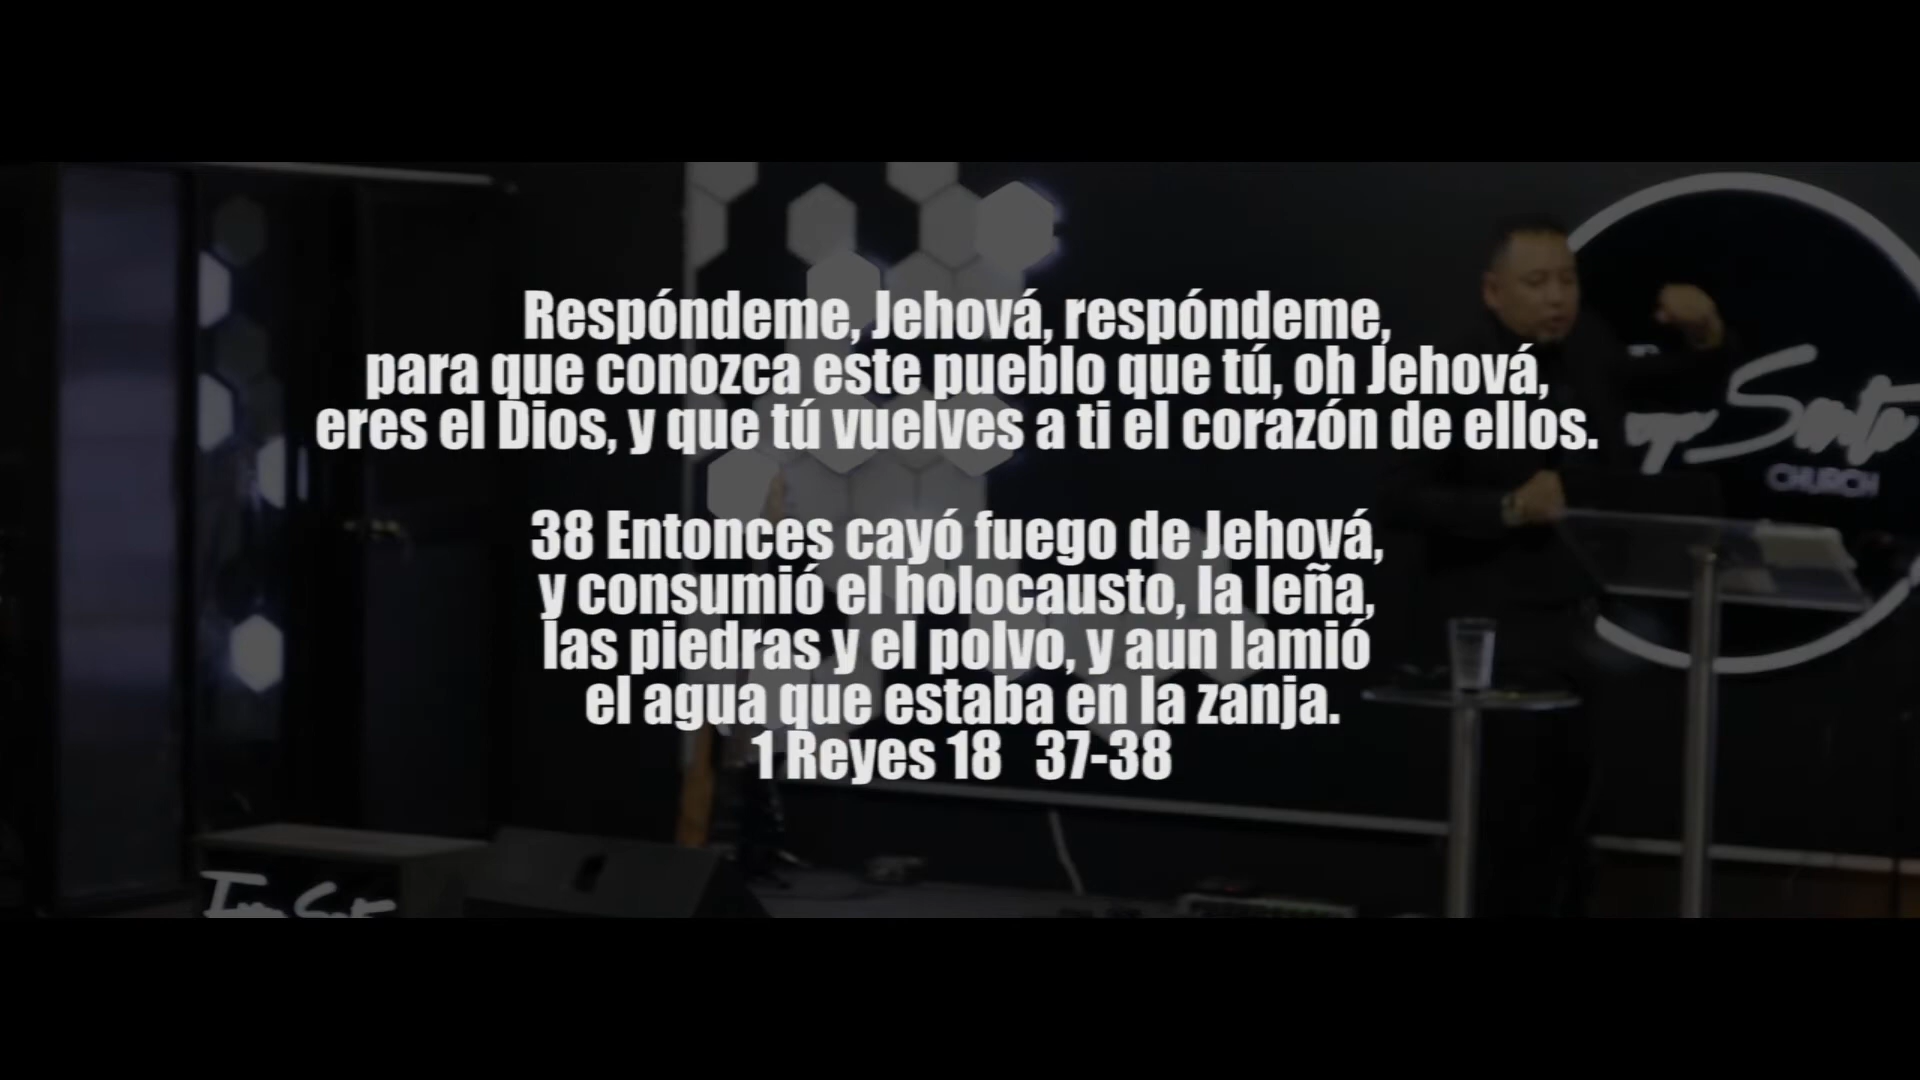 Respóndeme, Jehová, respóndeme,
para que conozca este pueblo que tú, oh Jehová,
eres el Dios, y que tú vuelves a ti el corazón de ellos.
38 Entonces cayó fuego de Jehová,
y consumió el holocausto, la leña,
las piedras y el polvo, y aun lamió
el agua que estaba en la zanja.
1 Reyes 18 37-38
CHURCH